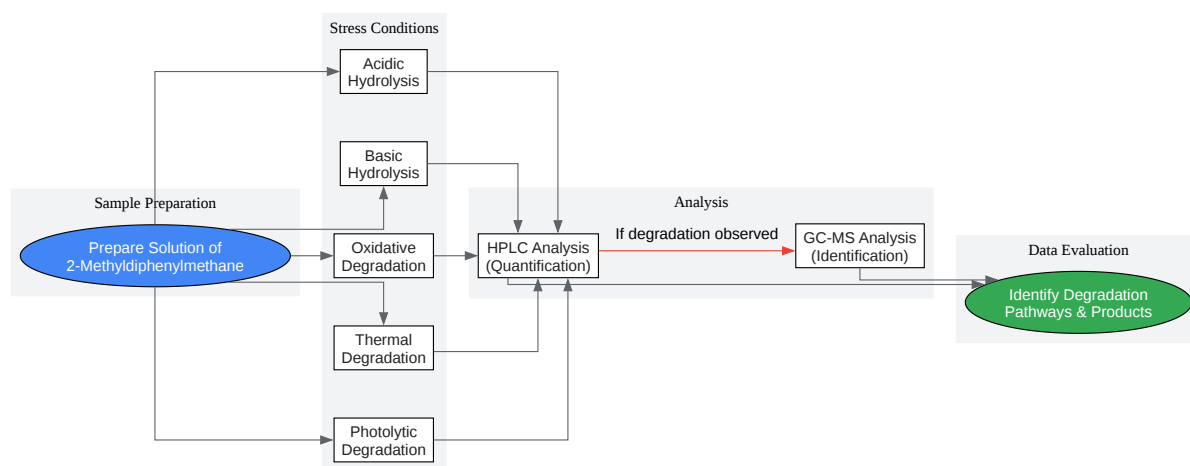 Stress Conditions
Acidic
Hydrolysis
Basic
Hydrolysis
Sample Preparation
Prepare Solution of
2-Methyldiphenylmethane
Oxidative
Degradation
Thermal
Degradation
Photolytic
Degradation
Analysis
HPLC Analysis
(Quantification)
If degradation observed
GC-MS Analysis
(Identification)
Data Evaluation
Identify Degradation
Pathways & Products